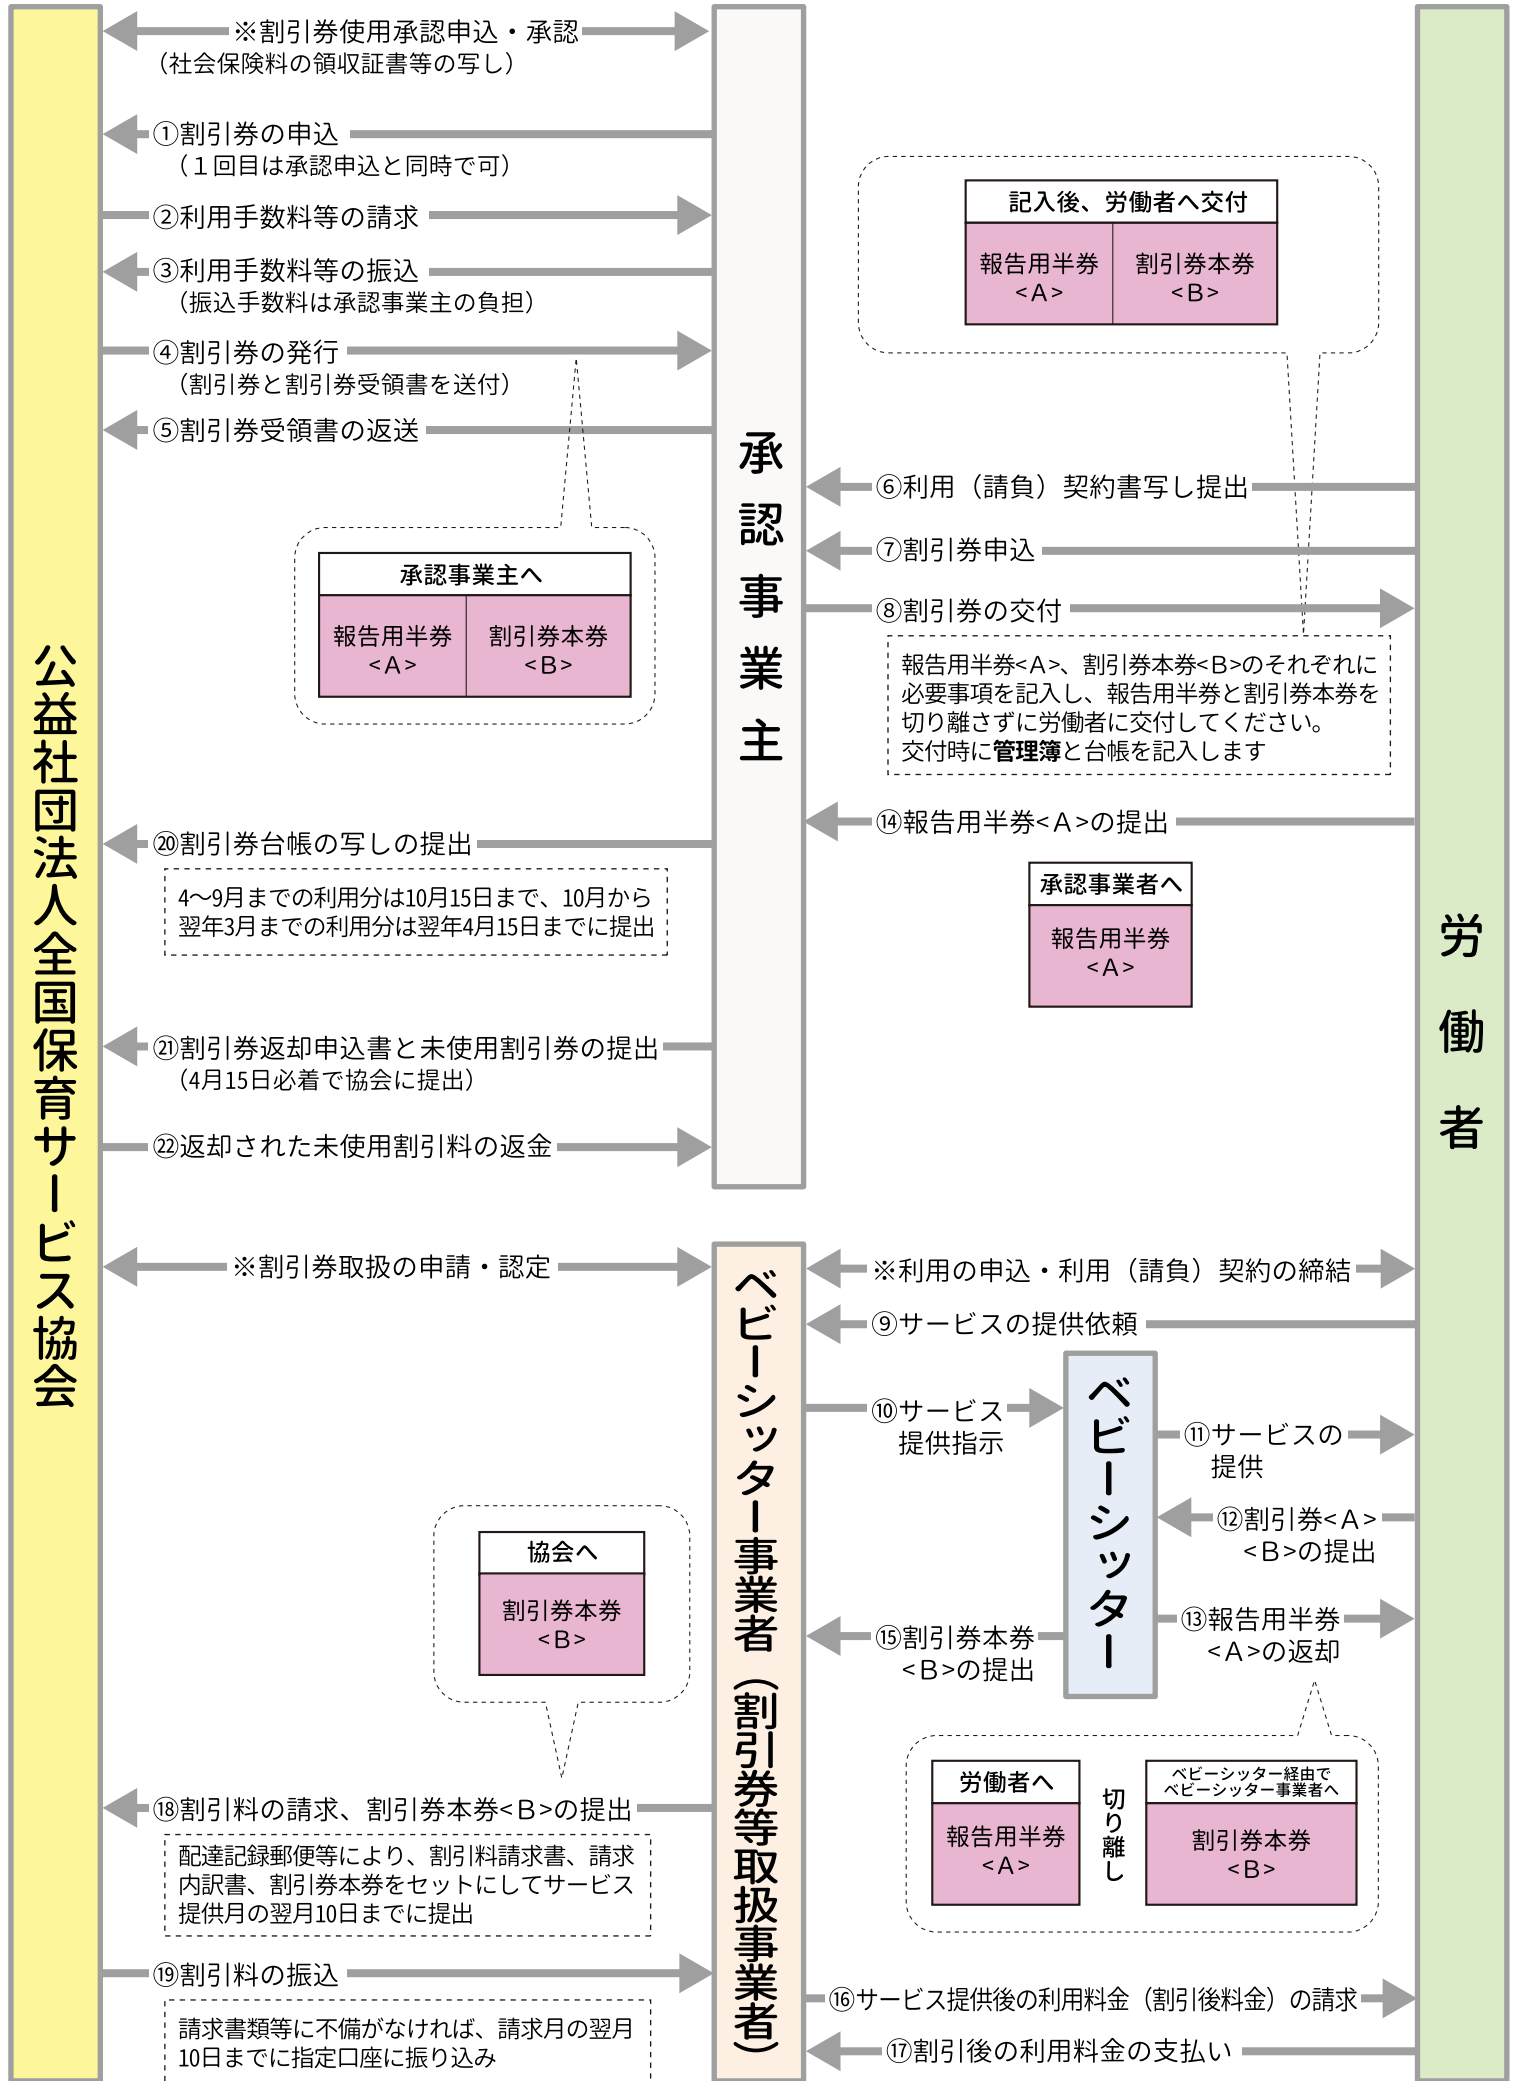 公益社団法人全国保育サービス協会
※割引券使用承認申込・承認
（社会保険料の領収証書等の写し）
①割引券の申込
（１回目は承認申込と同時で可）
②利用手数料等の請求
③利用手数料等の振込
（振込手数料は承認事業主の負担）
④割引券の発行
（割引券と割引券受領書を送付）
⑤割引券受領書の返送
承認事業主へ
報告用半券
<A>
割引券本券
<B>
⑳割引券台帳の写しの提出
4～9月までの利用分は10月15日まで、10月から
翌年3月までの利用分は翌年4月15日までに提出
㉑割引券返却申込書と未使用割引券の提出
（4月15日必着で協会に提出）
㉒返却された未使用割引料の返金
承認事業主
記入後、労働者へ交付
報告用半券
<A>
割引券本券
<B>
⑥利用（請負）契約書写し提出
⑦割引券申込
⑧割引券の交付
報告用半券<A>、割引券本券<B>のそれぞれに
必要事項を記入し、報告用半券と割引券本券を
切り離さずに労働者に交付してください。
交付時に管理簿と台帳を記入します
⑭報告用半券<A>の提出
承認事業者へ
報告用半券
<A>
労働者
※割引券取扱の申請・認定
協会へ
割引券本券
<B>
⑱割引料の請求、割引券本券<B>の提出
配達記録郵便等により、割引料請求書、請求
内訳書、割引券本券をセットにしてサービス
提供月の翌月10日までに提出
⑲割引料の振込
請求書類等に不備がなければ、請求月の翌月
10日までに指定口座に振り込み
ベビーシッター事業者（割引券等取扱事業者）
※利用の申込・利用（請負）契約の締結
⑨サービスの提供依頼
⑩サービス
提供指示
ベビーシッター
⑪サービスの
提供
⑫割引券<A>
<B>の提出
⑬報告用半券
<A>の返却
⑮割引券本券
<B>の提出
労働者へ
報告用半券
<A>
切り離し
ベビーシッター経由で
ベビーシッター事業者へ
割引券本券
<B>
⑯サービス提供後の利用料金（割引後料金）の請求
⑰割引後の利用料金の支払い